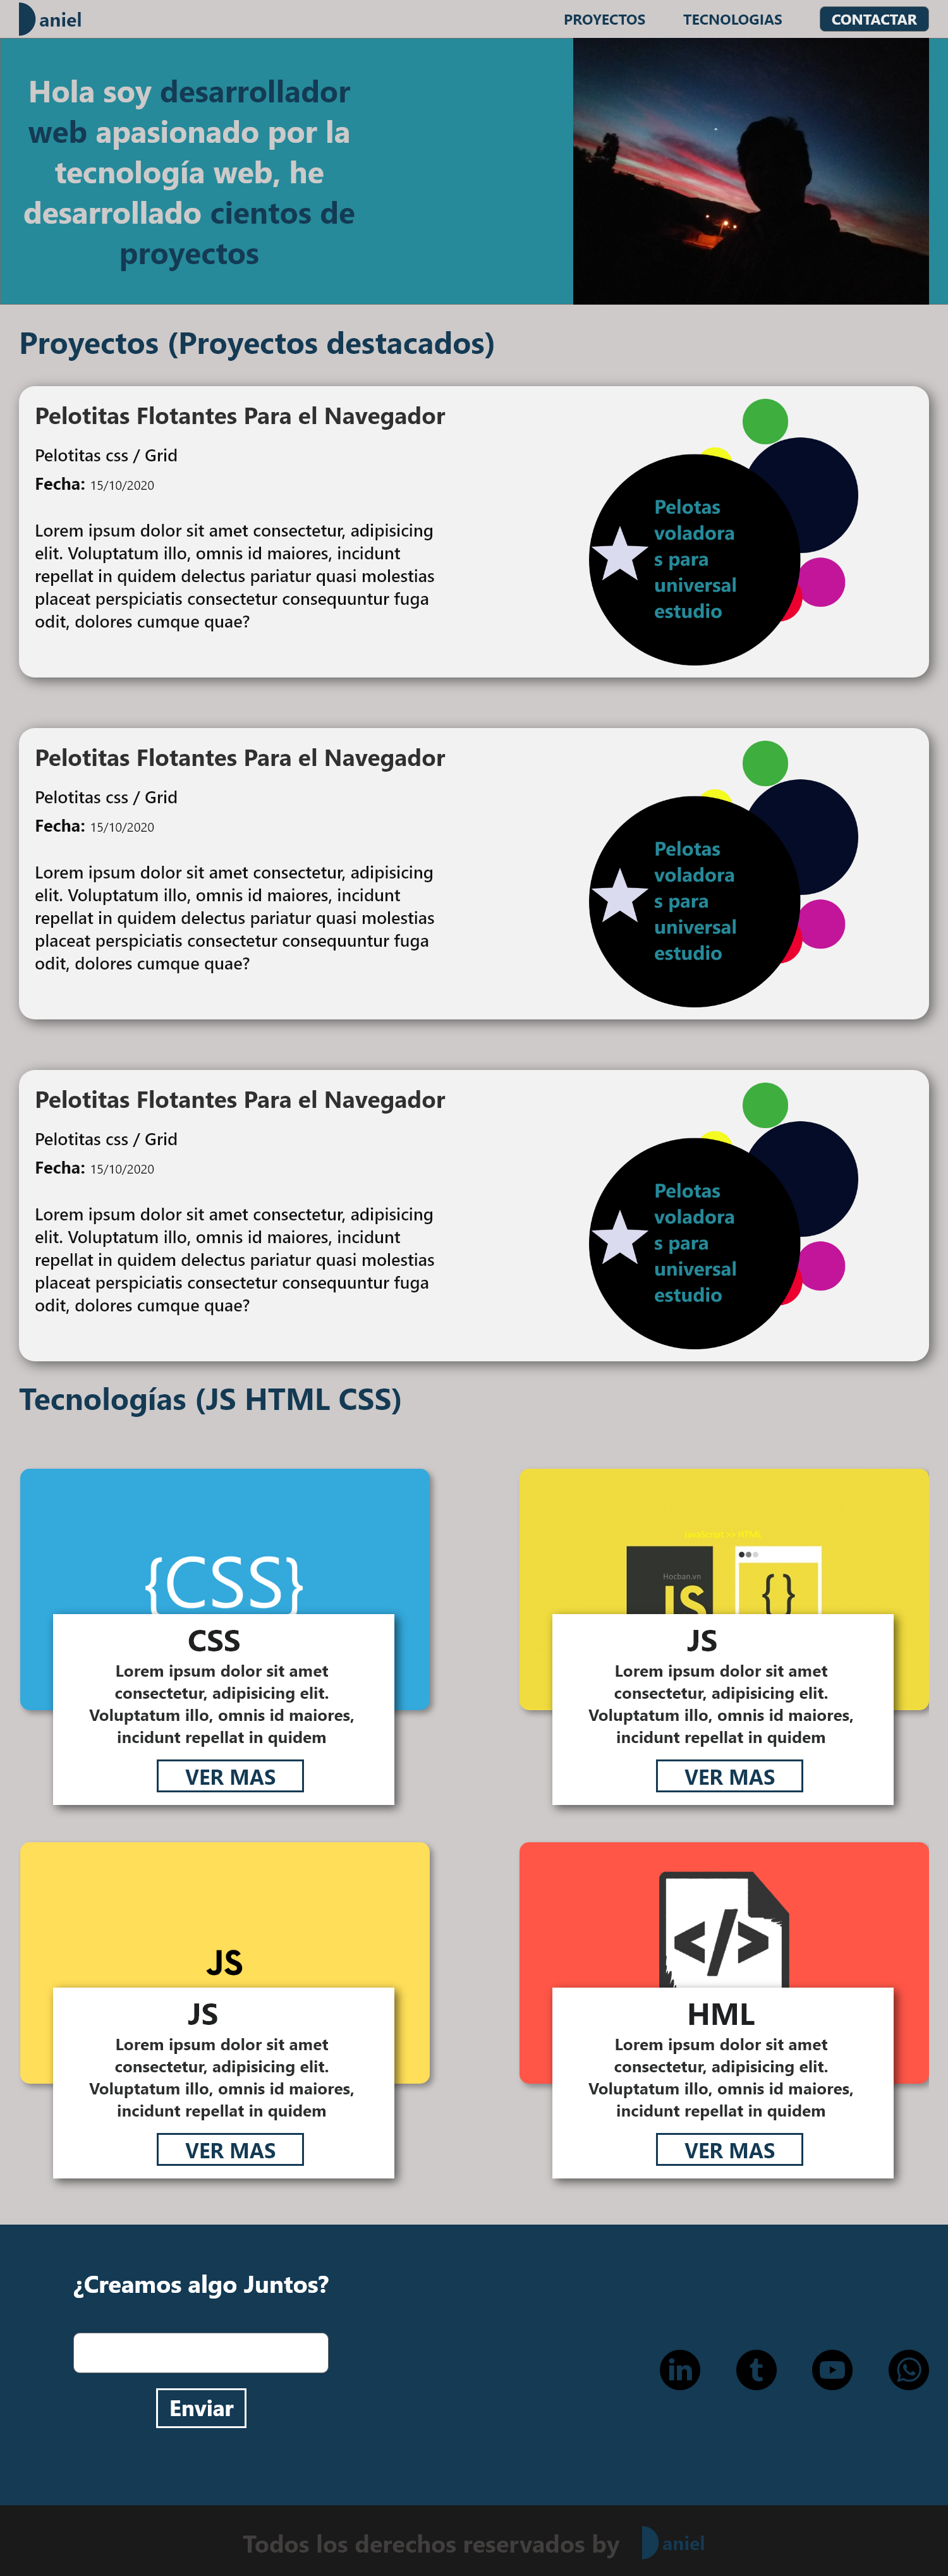 Daniel
PROYECTOS TECNOLOGIAS CONTACTAR
Hola soy desarrollador
web apasionado por la
tecnología web, he
desarrollado cientos de
proyectos
Proyectos (Proyectos destacados)
Pelotitas Flotantes Para el Navegador
Pelotitas css / Grid
Fecha: 15/10/2020
Lorem ipsum dolor sit amet consectetur, adipisicing
elit. Voluptatum illo, omnis id maiores, incidunt
repellat in quidem delectus pariatur quasi molestias
placeat perspiciatis consectetur consequuntur fuga
odit, dolores cumque quae?
Pelotas
voladora
s para
universal
estudio
Pelotitas Flotantes Para el Navegador
Pelotitas css / Grid
Fecha: 15/10/2020
Lorem ipsum dolor sit amet consectetur, adipisicing
elit. Voluptatum illo, omnis id maiores, incidunt
repellat in quidem delectus pariatur quasi molestias
placeat perspiciatis consectetur consequuntur fuga
odit, dolores cumque quae?
Pelotas
voladora
s para
universal
estudio
Pelotitas Flotantes Para el Navegador
Pelotitas css / Grid
Fecha: 15/10/2020
Lorem ipsum dolor sit amet consectetur, adipisicing
elit. Voluptatum illo, omnis id maiores, incidunt
repellat in quidem delectus pariatur quasi molestias
placeat perspiciatis consectetur consequuntur fuga
odit, dolores cumque quae?
Pelotas
voladora
s para
universal
estudio
Tecnologías (JS HTML CSS)
{CSS}
CSS
Lorem ipsum dolor sit amet
consectetur, adipisicing elit.
Voluptatum illo, omnis id maiores,
incidunt repellat in quidem
VER MAS
JavaScript >> HTML
Hocban.vn
JS
{ }
JS
Lorem ipsum dolor sit amet
consectetur, adipisicing elit.
Voluptatum illo, omnis id maiores,
incidunt repellat in quidem
VER MAS
JS
JS
Lorem ipsum dolor sit amet
consectetur, adipisicing elit.
Voluptatum illo, omnis id maiores,
incidunt repellat in quidem
VER MAS
</>
HML
Lorem ipsum dolor sit amet
consectetur, adipisicing elit.
Voluptatum illo, omnis id maiores,
incidunt repellat in quidem
VER MAS
¿Creamos algo Juntos?
Enviar
in t
Todos los derechos reservados by Daniel